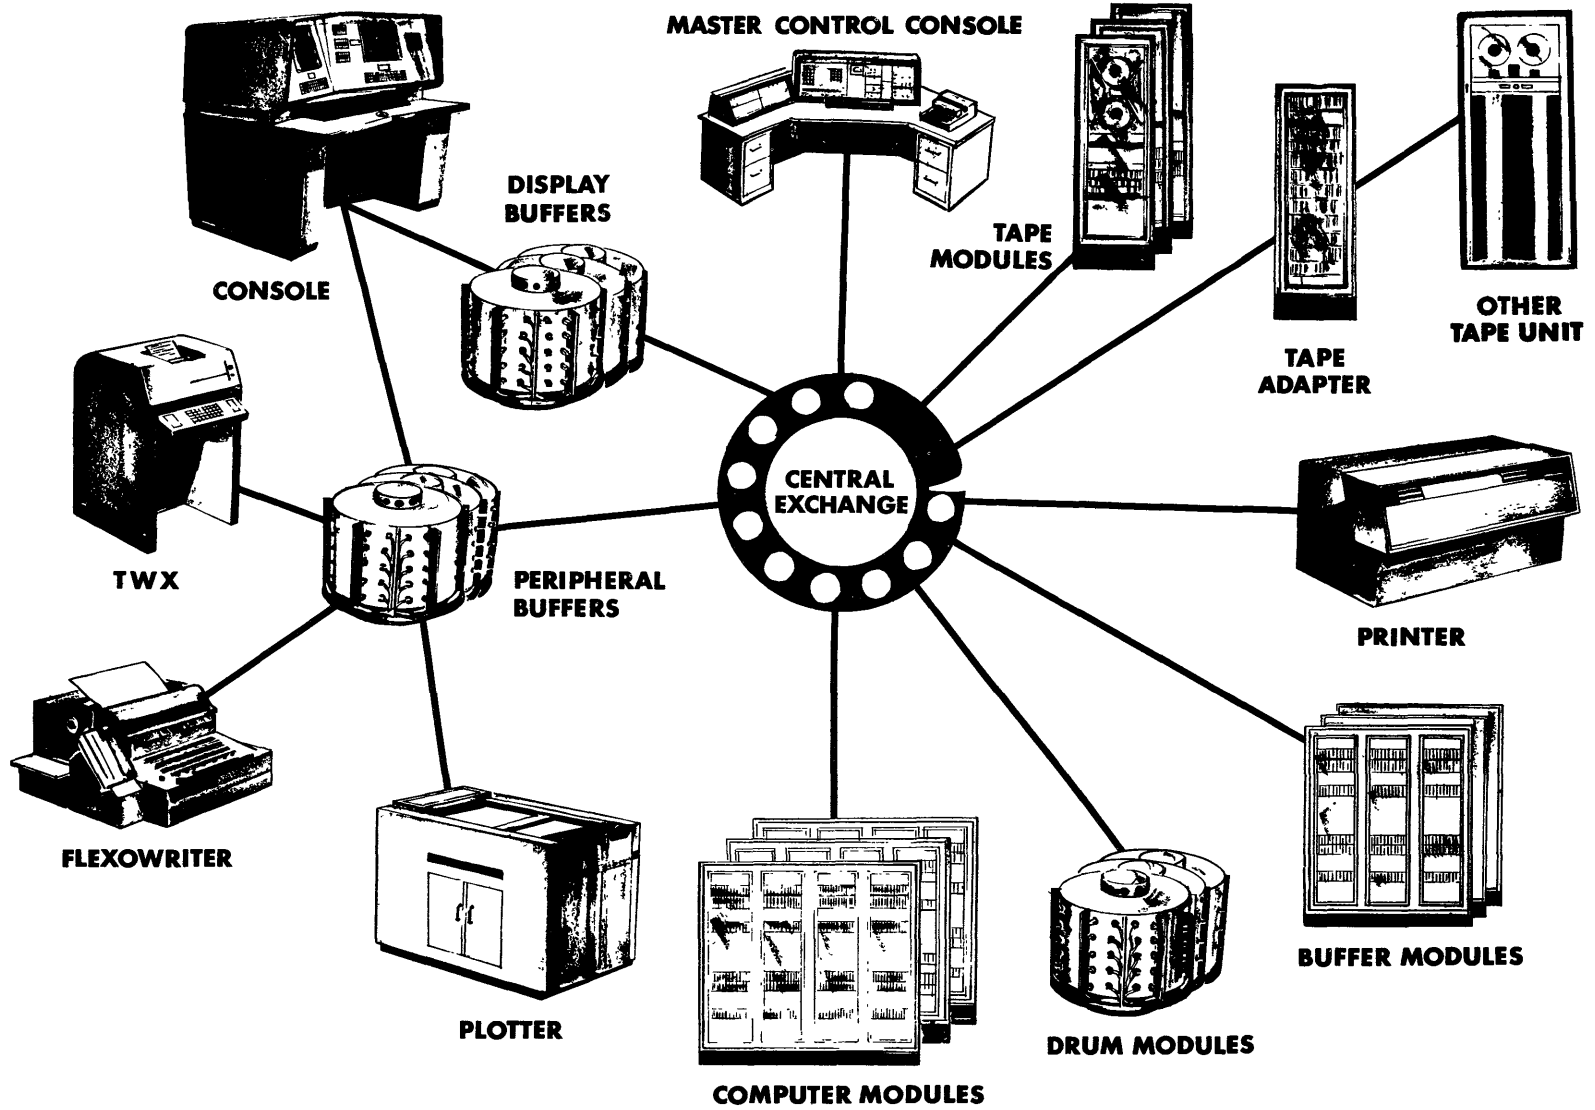 MASTER CONTROL CONSOLE
DISPLAY
BUFFERS
TAPE
MODULES
CONSOLE
OTHER
TAPE UNIT
TAPE
ADAPTER
CENTRAL
EXCHANGE
TWX
PERIPHERAL
BUFFERS
PRINTER
FLEXOWRITER
BUFFER MODULES
PLOTTER
DRUM MODULES
COMPUTER MODULES